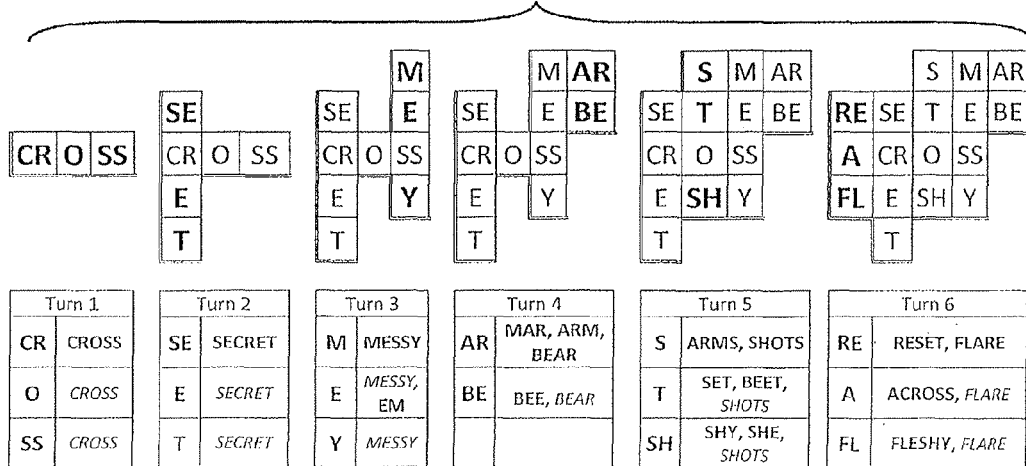 M M AR S M AR S M AR
SE SE E SE E BE SE T E BE RE SE T E BE
CR O SS CR O SS CR O SS CR O SS CR O SS A CR O SS
E E Y E Y E SH Y FL E SH Y
T T T T T
Turn 1
CR CROSS
O CROSS
SS CROSS
Turn 2
SE SECRET
E SECRET
T SECRET
Turn 3
M MESSY
E MESSY,
EM
Y MESSY
Turn 4
AR MAR, ARM,
BEAR
BE BEE, BEAR
Turn 5
S ARMS, SHOTS
T SET, BEET,
SHOTS
SH SHY, SHE,
SHOTS
Turn 6
RE RESET, FLARE
A ACROSS, FLARE
FL FLESHY, FLARE